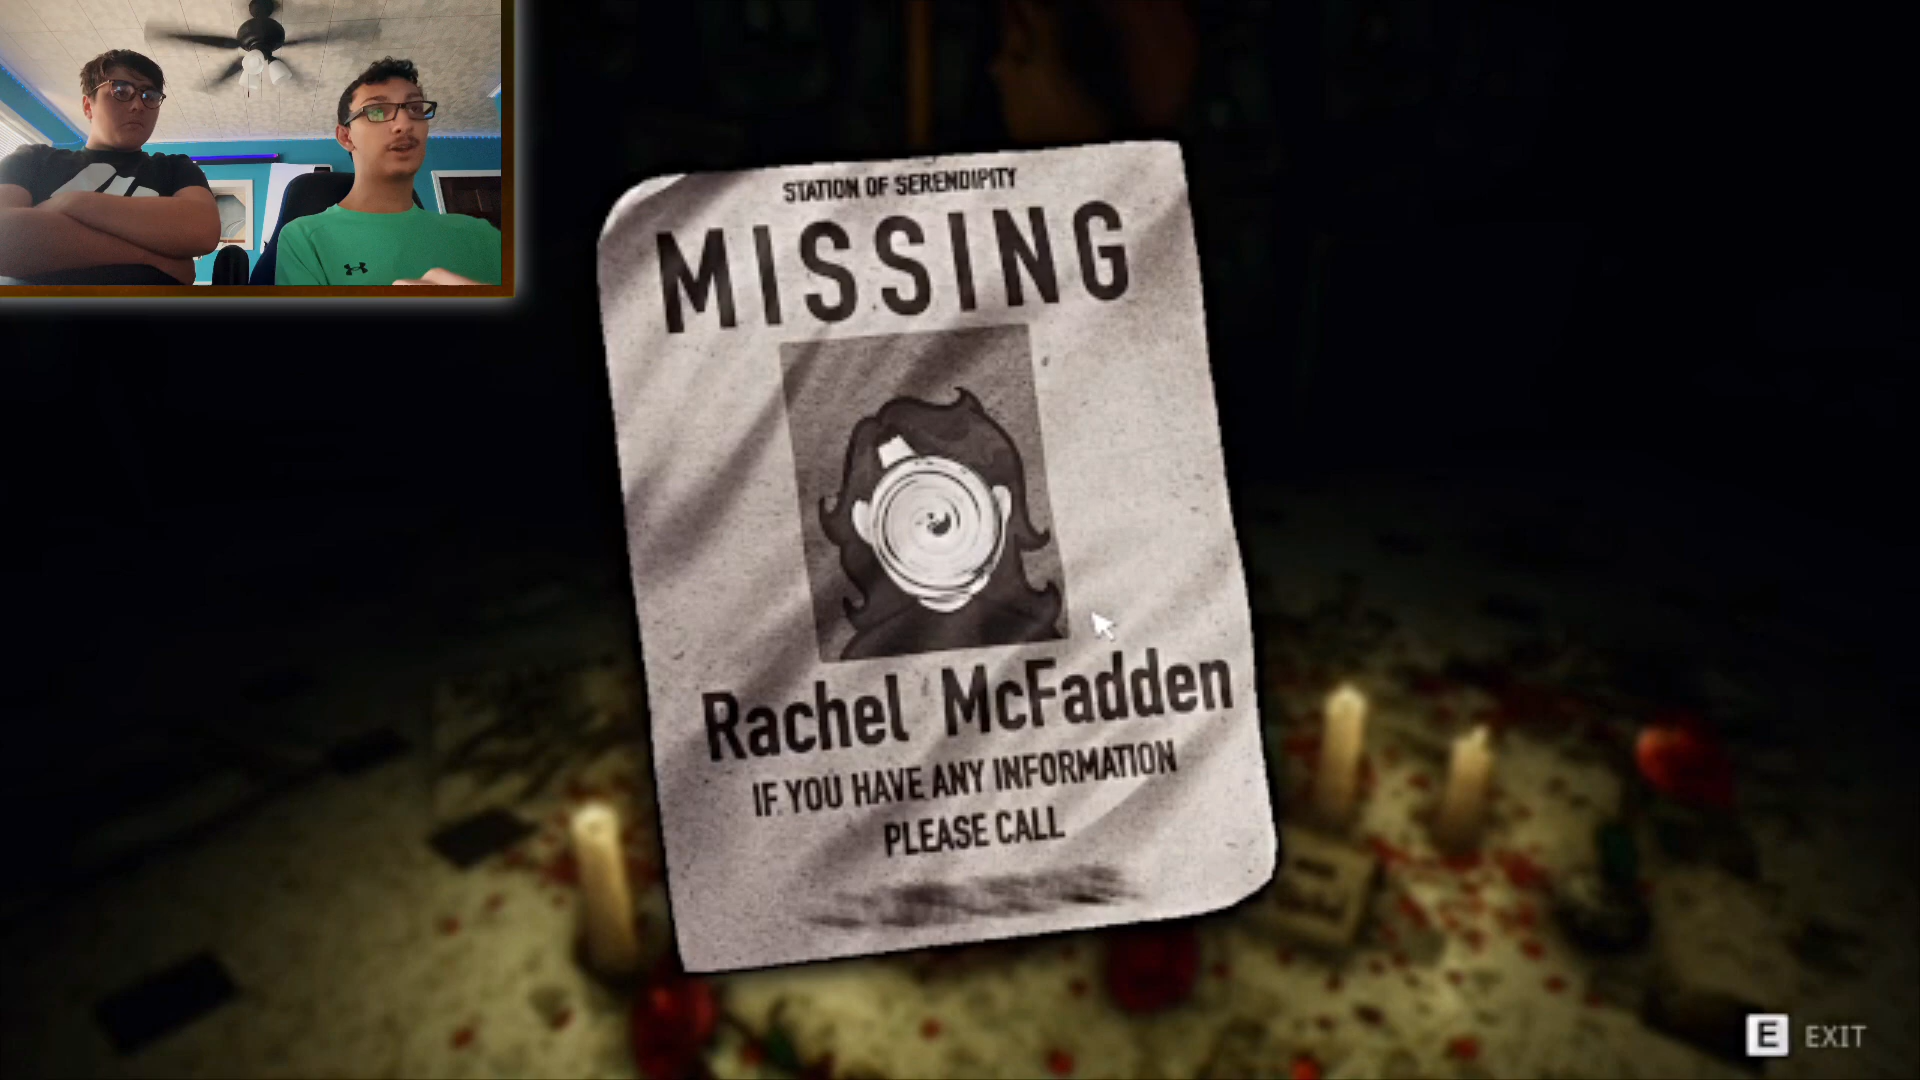 STATION OF SERENDIPITY
MISSING
Rachel McFadden
IF YOU HAVE ANY INFORMATION
PLEASE CALL
E EXIT